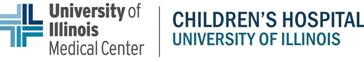 University of
Illinois
Medical Center
CHILDREN'S HOSPITAL
UNIVERSITY OF ILLINOIS